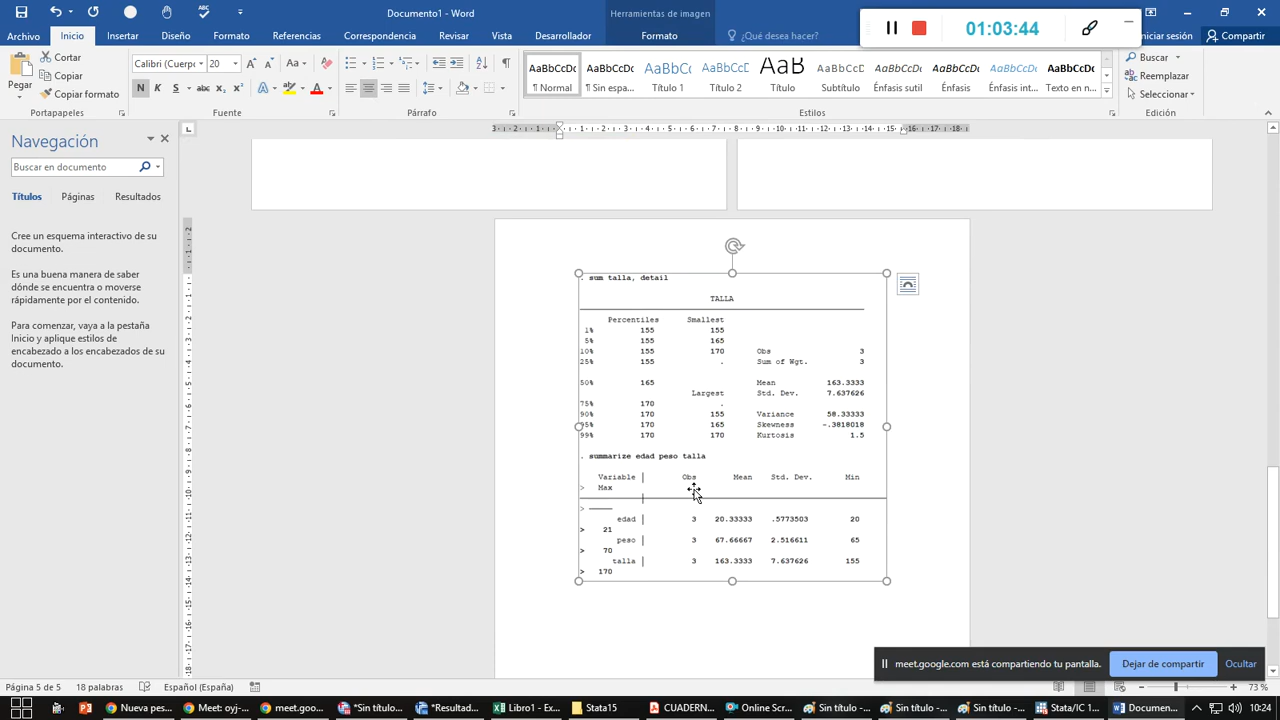 Document1 - Word
Herramientas de imagen
01:03:44
Iniciar sesión
Archivo
Inicio
Insertar
Diseño
Formato
Referencias
Correspondencia
Revisar
Vista
Desarrollador
Formato
¿Qué desea hacer?
Pegar
Cortar
Copiar
Copiar formato
Portapapeles
Calibri (Cuerpo
20
Fuente
Párrafo
AaBbCcDc
¶ Normal
AaBbCcDc
¶ Sin espa...
AaBbCc
Título 1
AaBbCcD
Título 2
AaB
Título
AaBbCcD
Subtítulo
AaBbCcDc
Énfasis sutil
AaBbCcDc
Énfasis
AaBbCcDc
Énfasis int...
AaBbCcDc
Texto en n...
Estilos
Buscar
Reemplazar
Seleccionar
Edición
Navegación
Buscar en documento
Títulos
Páginas
Resultados
Cree un esquema interactivo de su
documento.
Es una buena manera de saber
dónde se encuentra o moverse
rápidamente por el contenido.
Para comenzar, vaya a la pestaña
Inicio y aplique estilos de
encabezado a los encabezados de su
documento.
. sum talla, detail
TALLA
Percentiles Smallest
1% 155 155
5% 155 165
10% 155 170 Obs 3
25% 155 . Sum of Wgt. 3
50% 165 Mean 163.3333
Largest Std. Dev. 7.637626
75% 170 .
90% 170 155 Variance 58.33333
95% 170 165 Skewness -.3818018
99% 170 170 Kurtosis 1.5
. summarize edad peso talla
Variable | Obs Mean Std. Dev. Min
> Max
> 
edad | 3 20.33333 .5773503 20
> 21
peso | 3 67.66667 2.516611 65
> 70
talla | 3 163.3333 7.637626 155
> 170
meet.google.com está compartiendo tu pantalla.
Dejar de compartir
Ocultar
Página 5 de 5
18 palabras
Español (España)
73 %
Nueva pes...
Meet: oyj-...
meet.goo...
*Sin título...
*Resultad...
Libro1 - Ex...
Stata15
CUADERN...
Online Scr...
Sin título -...
Sin título -...
Sin título -...
Stata/IC 1...
Documen...
10:24